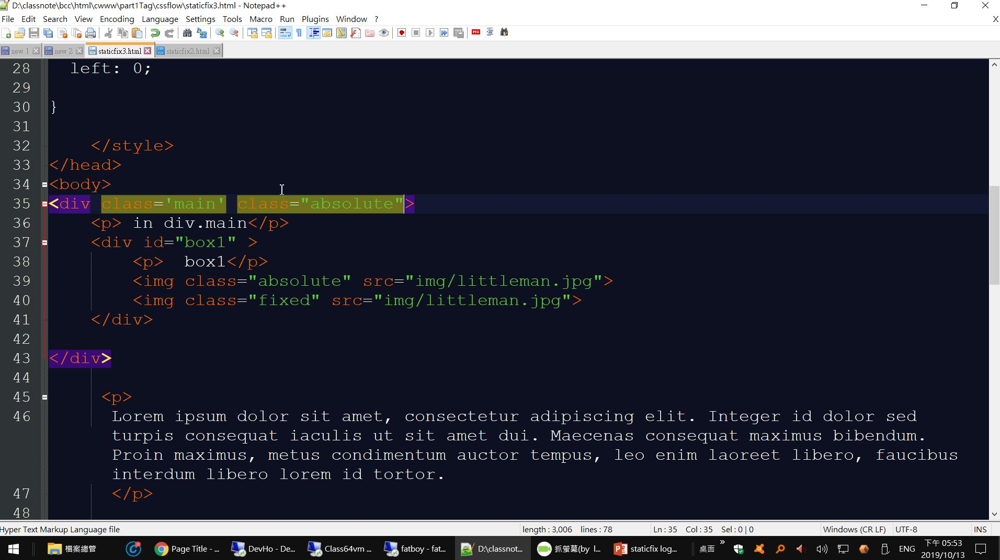 D:\classnote\bcc\html\cwww\part1Tag\cssflow\staticfix3.html - Notepad++
File Edit Search View Encoding Language Settings Tools Macro Run Plugins Window ? X
new 1 new 2 staticfix3.html staticfix2.html
28 left: 0;
29
30 }
31
32 </style>
33 </head>
34 <body>
35 <div class='main' class="absolute">
36 <p> in div.main</p>
37 <div id="box1" >
38 <p> box1</p>
39 <img class="absolute" src="img/littleman.jpg">
40 <img class="fixed" src="img/littleman.jpg">
41 </div>
42
43 </div>
44
45 <p>
46 Lorem ipsum dolor sit amet, consectetur adipiscing elit. Integer id dolor sed
turpis consequat iaculis ut sit amet dui. Maecenas consequat maximus bibendum.
Proin maximus, metus condimentum auctor tempus, leo enim laoreet libero, faucibus
interdum libero lorem id tortor.
47 </p>
48
Hyper Text Markup Language file length : 3,006 lines : 78 Ln : 35 Col : 35 Sel : 0 | 0 Windows (CR LF) UTF-8 INS
檔案總管 Page Title - ... DevHo - De... Class64vm ... fatboy - fat... D:\classnot... 抓螢幕(by l... staticfix log... 桌面 ENG 下午 05:53
2019/10/13